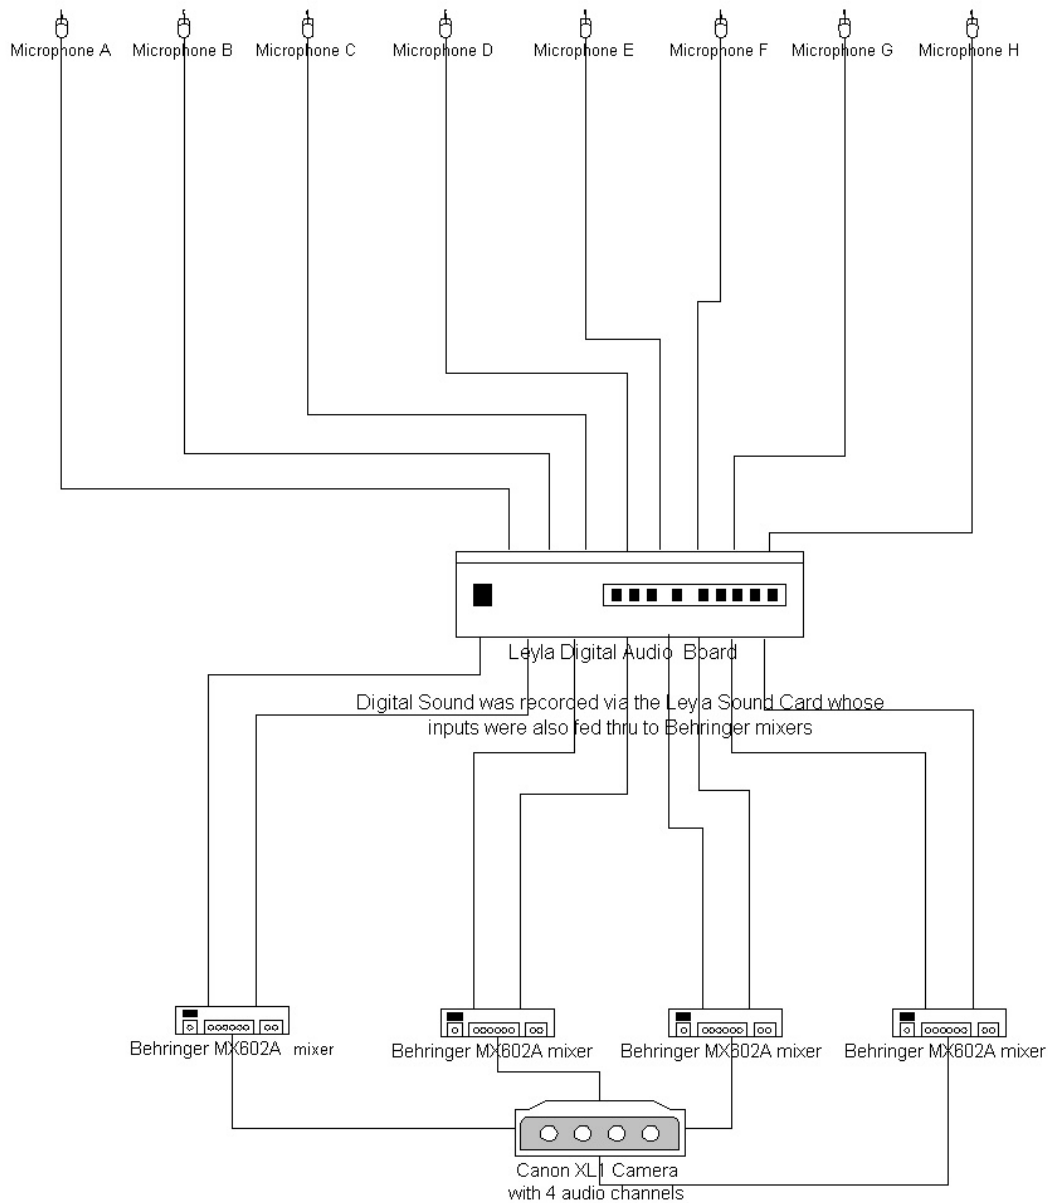 Microphone A Microphone B Microphone C Microphone D Microphone E Microphone F Microphone G Microphone H
Leyla Digital Audio Board
Digital Sound was recorded via the Leyla Sound Card whose
inputs were also fed thru to Behringer mixers
Behringer MX602A mixer Behringer MX602A mixer Behringer MX602A mixer Behringer MX602A mixer
Canon XL1 Camera
with 4 audio channels